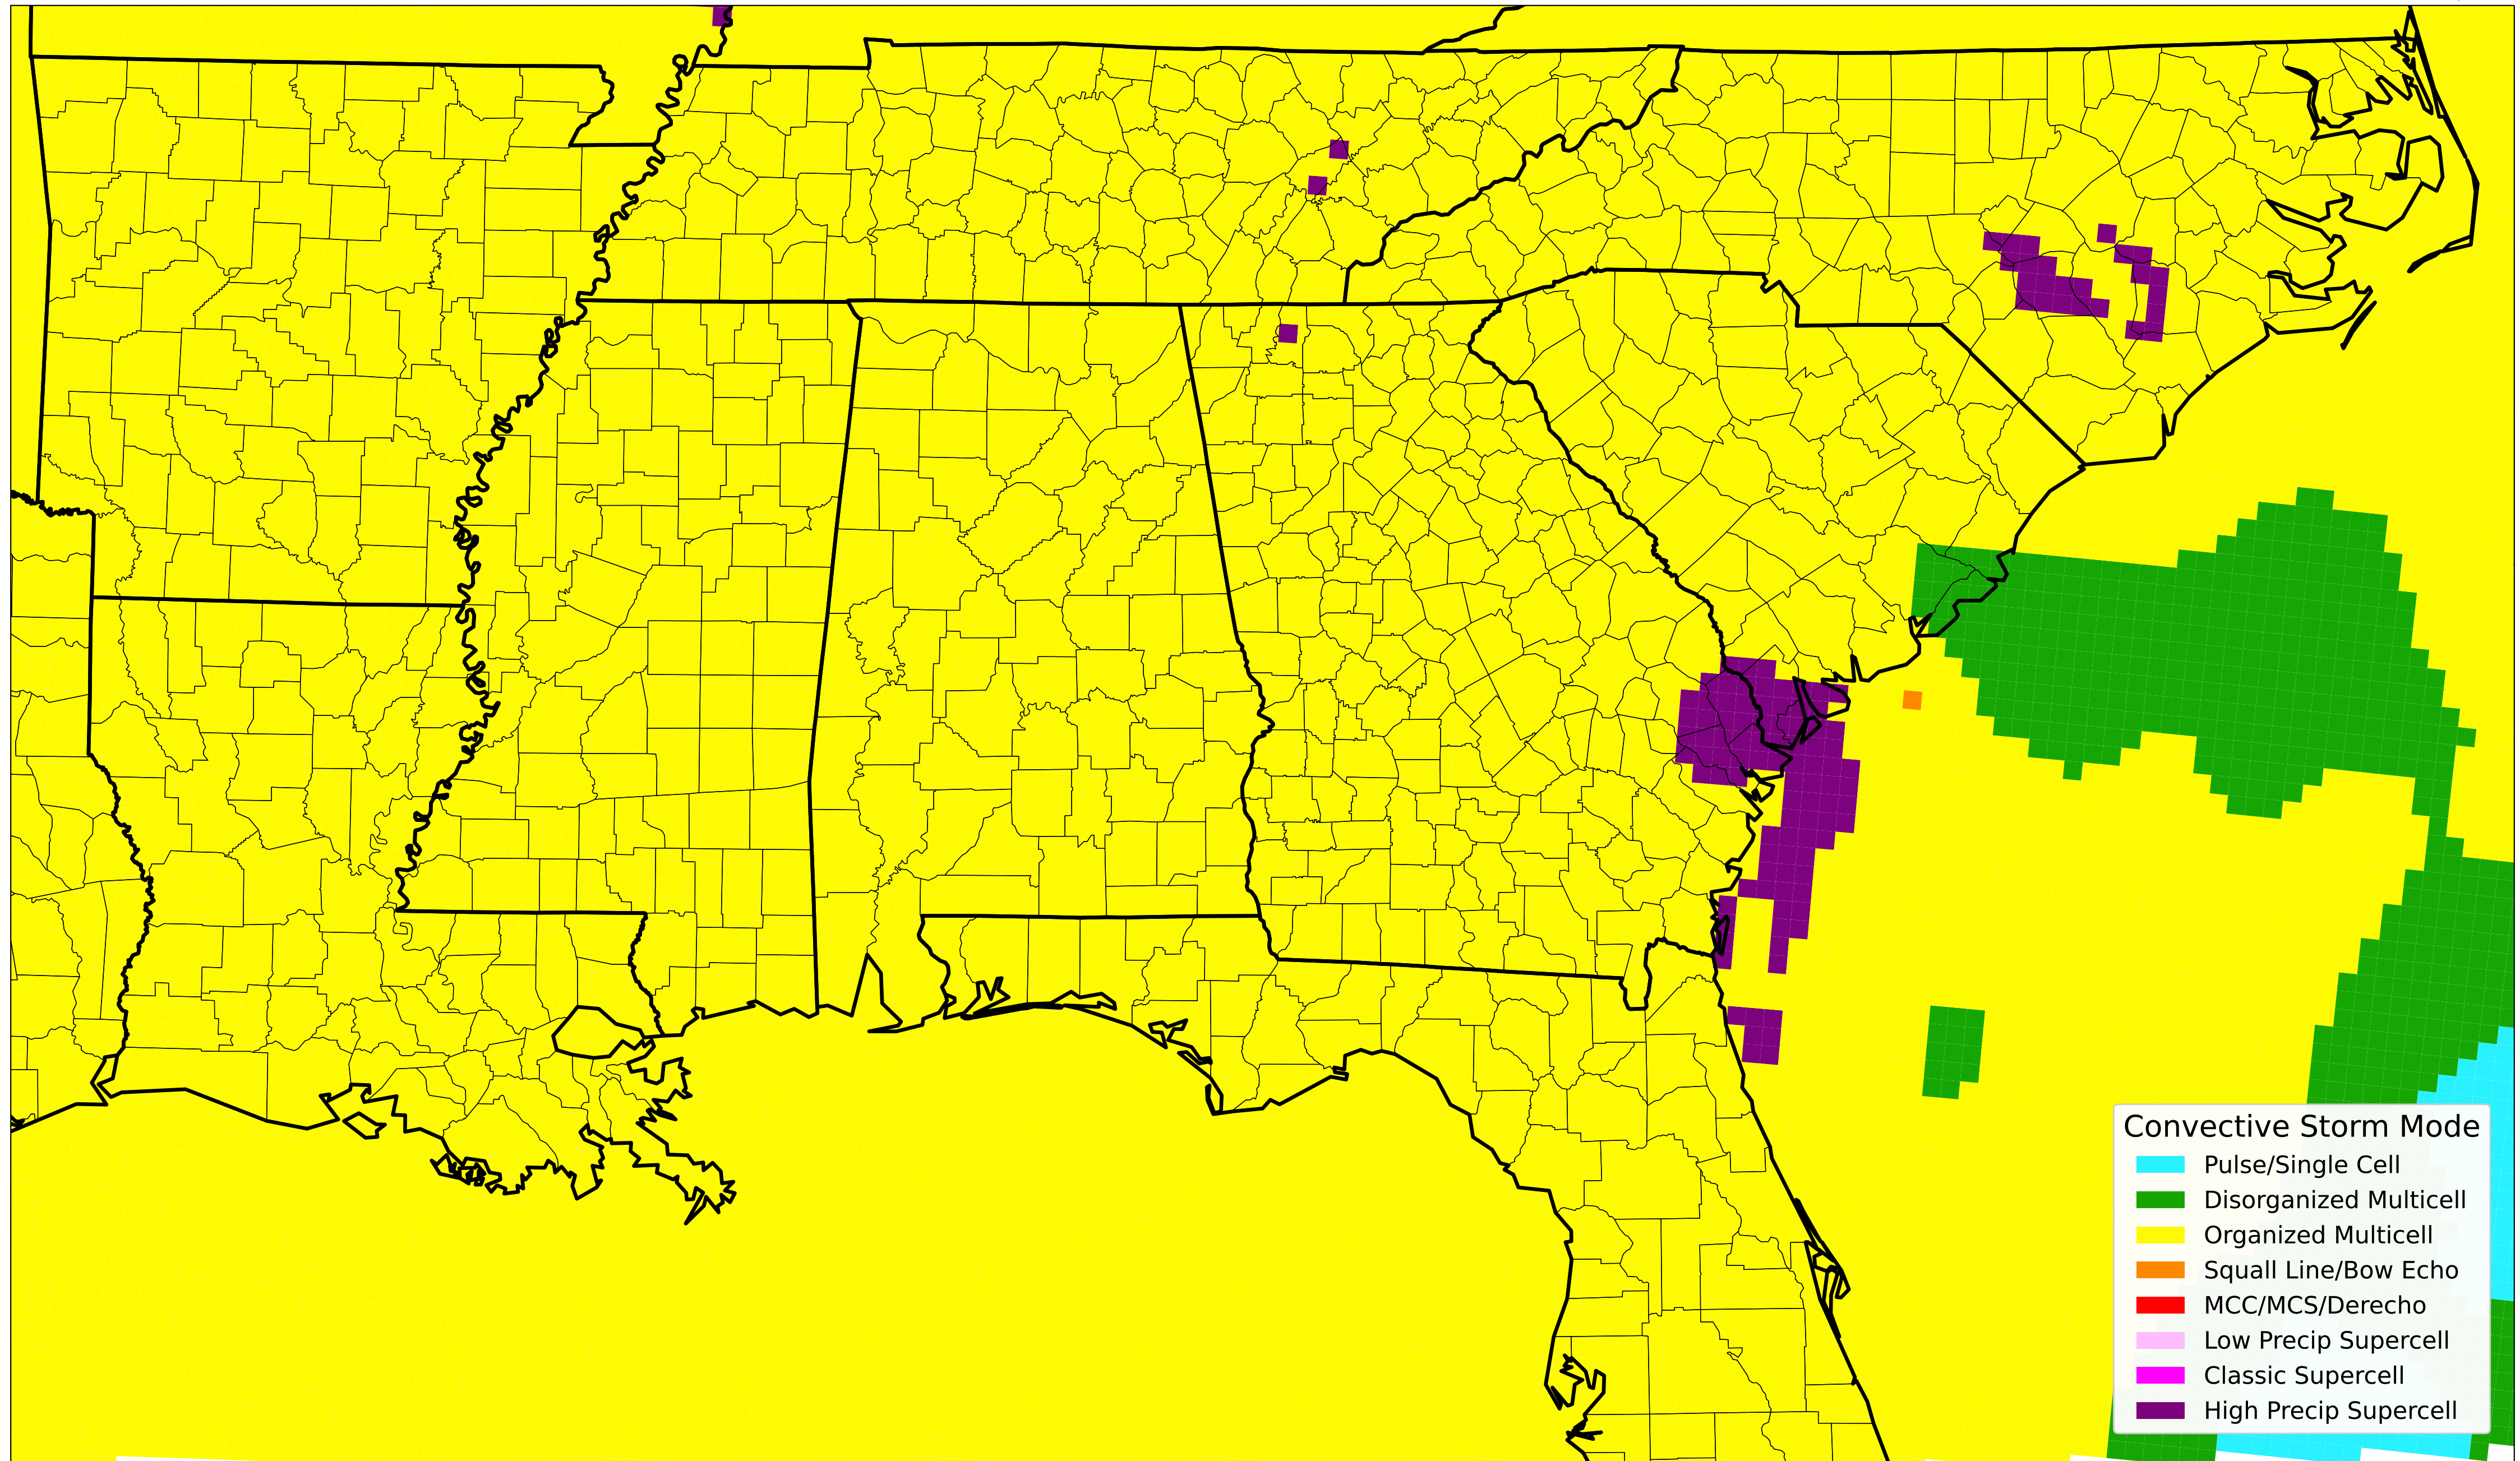 Convective Storm Mode
Pulse/Single Cell
Disorganized Multicell
Organized Multicell
Squall Line/Bow Echo
MCC/MCS/Derecho
Low Precip Supercell
Classic Supercell
High Precip Supercell